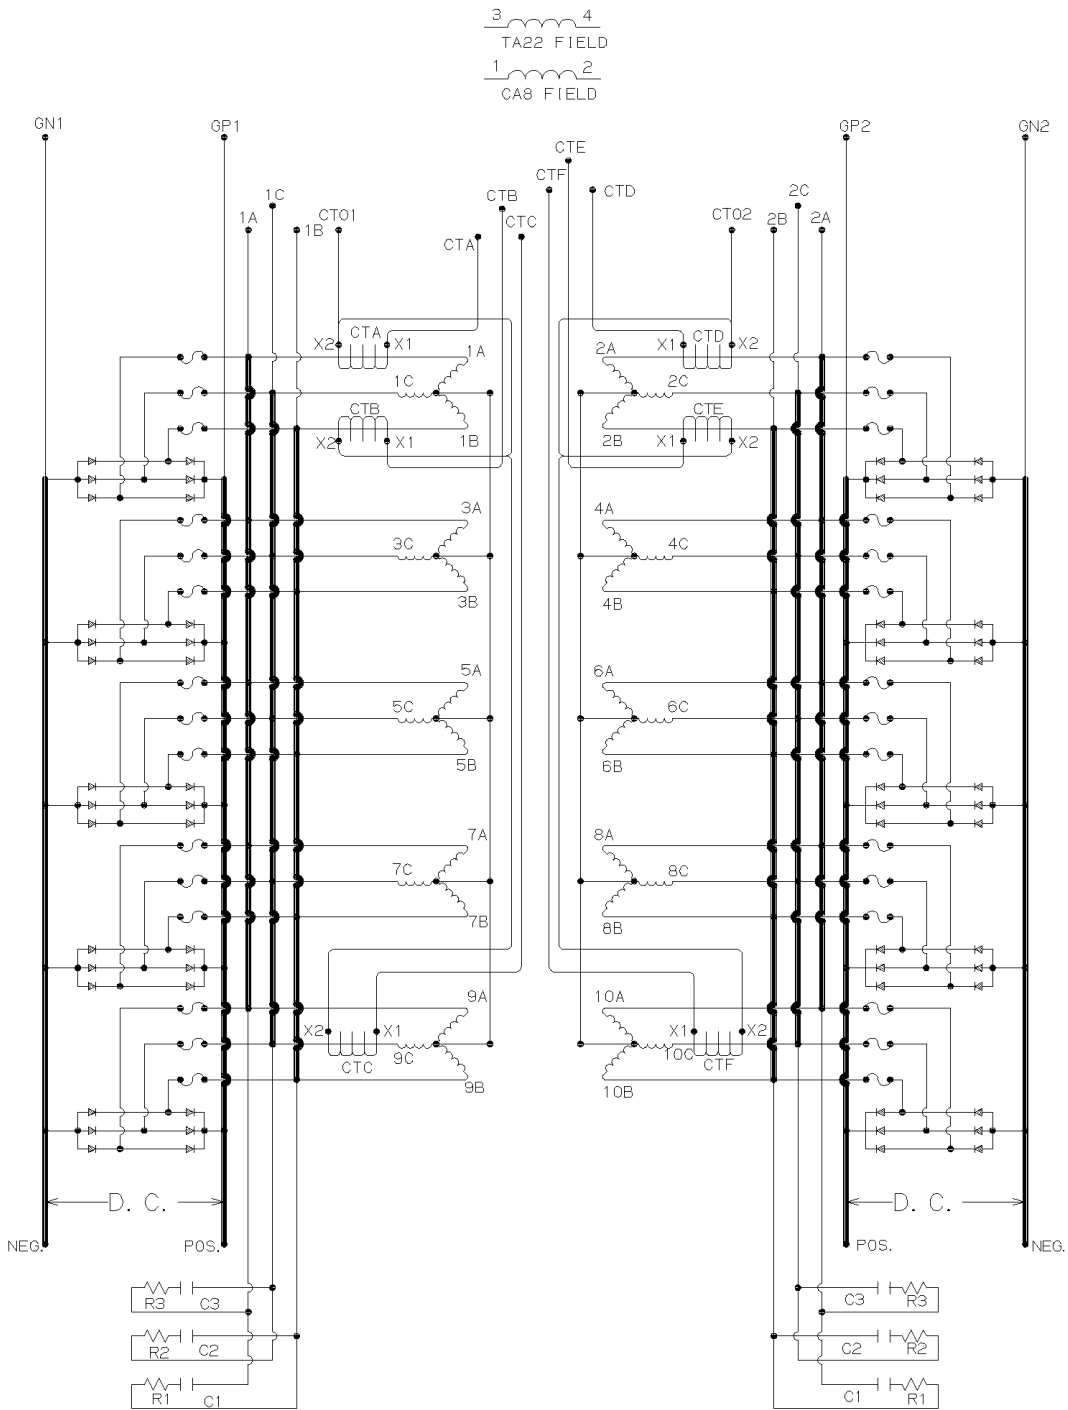 3 4
TA22 FIELD
1 2
CA8 FIELD
GN1 GP1 GP2 GN2
CTE
CTF CTD
1C CTB 2C
1A CTO1 CTC CTO2 2B 2A
1B CTA
X2 CTA X1 X1 CTD X2
1A 2A
1C 2C
CTB CTE
X2 X1 1B 2B X1 X2
3A 4A
3C 4C
3B 4B
5A 6A
5C 6C
5B 6B
7A 8A
7C 8C
7B 8B
9A 10A
X2 X1 X1 X2
9C 10C
CTC CTF
9B 10B
D. C. D. C.
NEG. POS. POS. NEG.
R3 C3 C3 R3
R2 C2 C2 R2
R1 C1 C1 R1